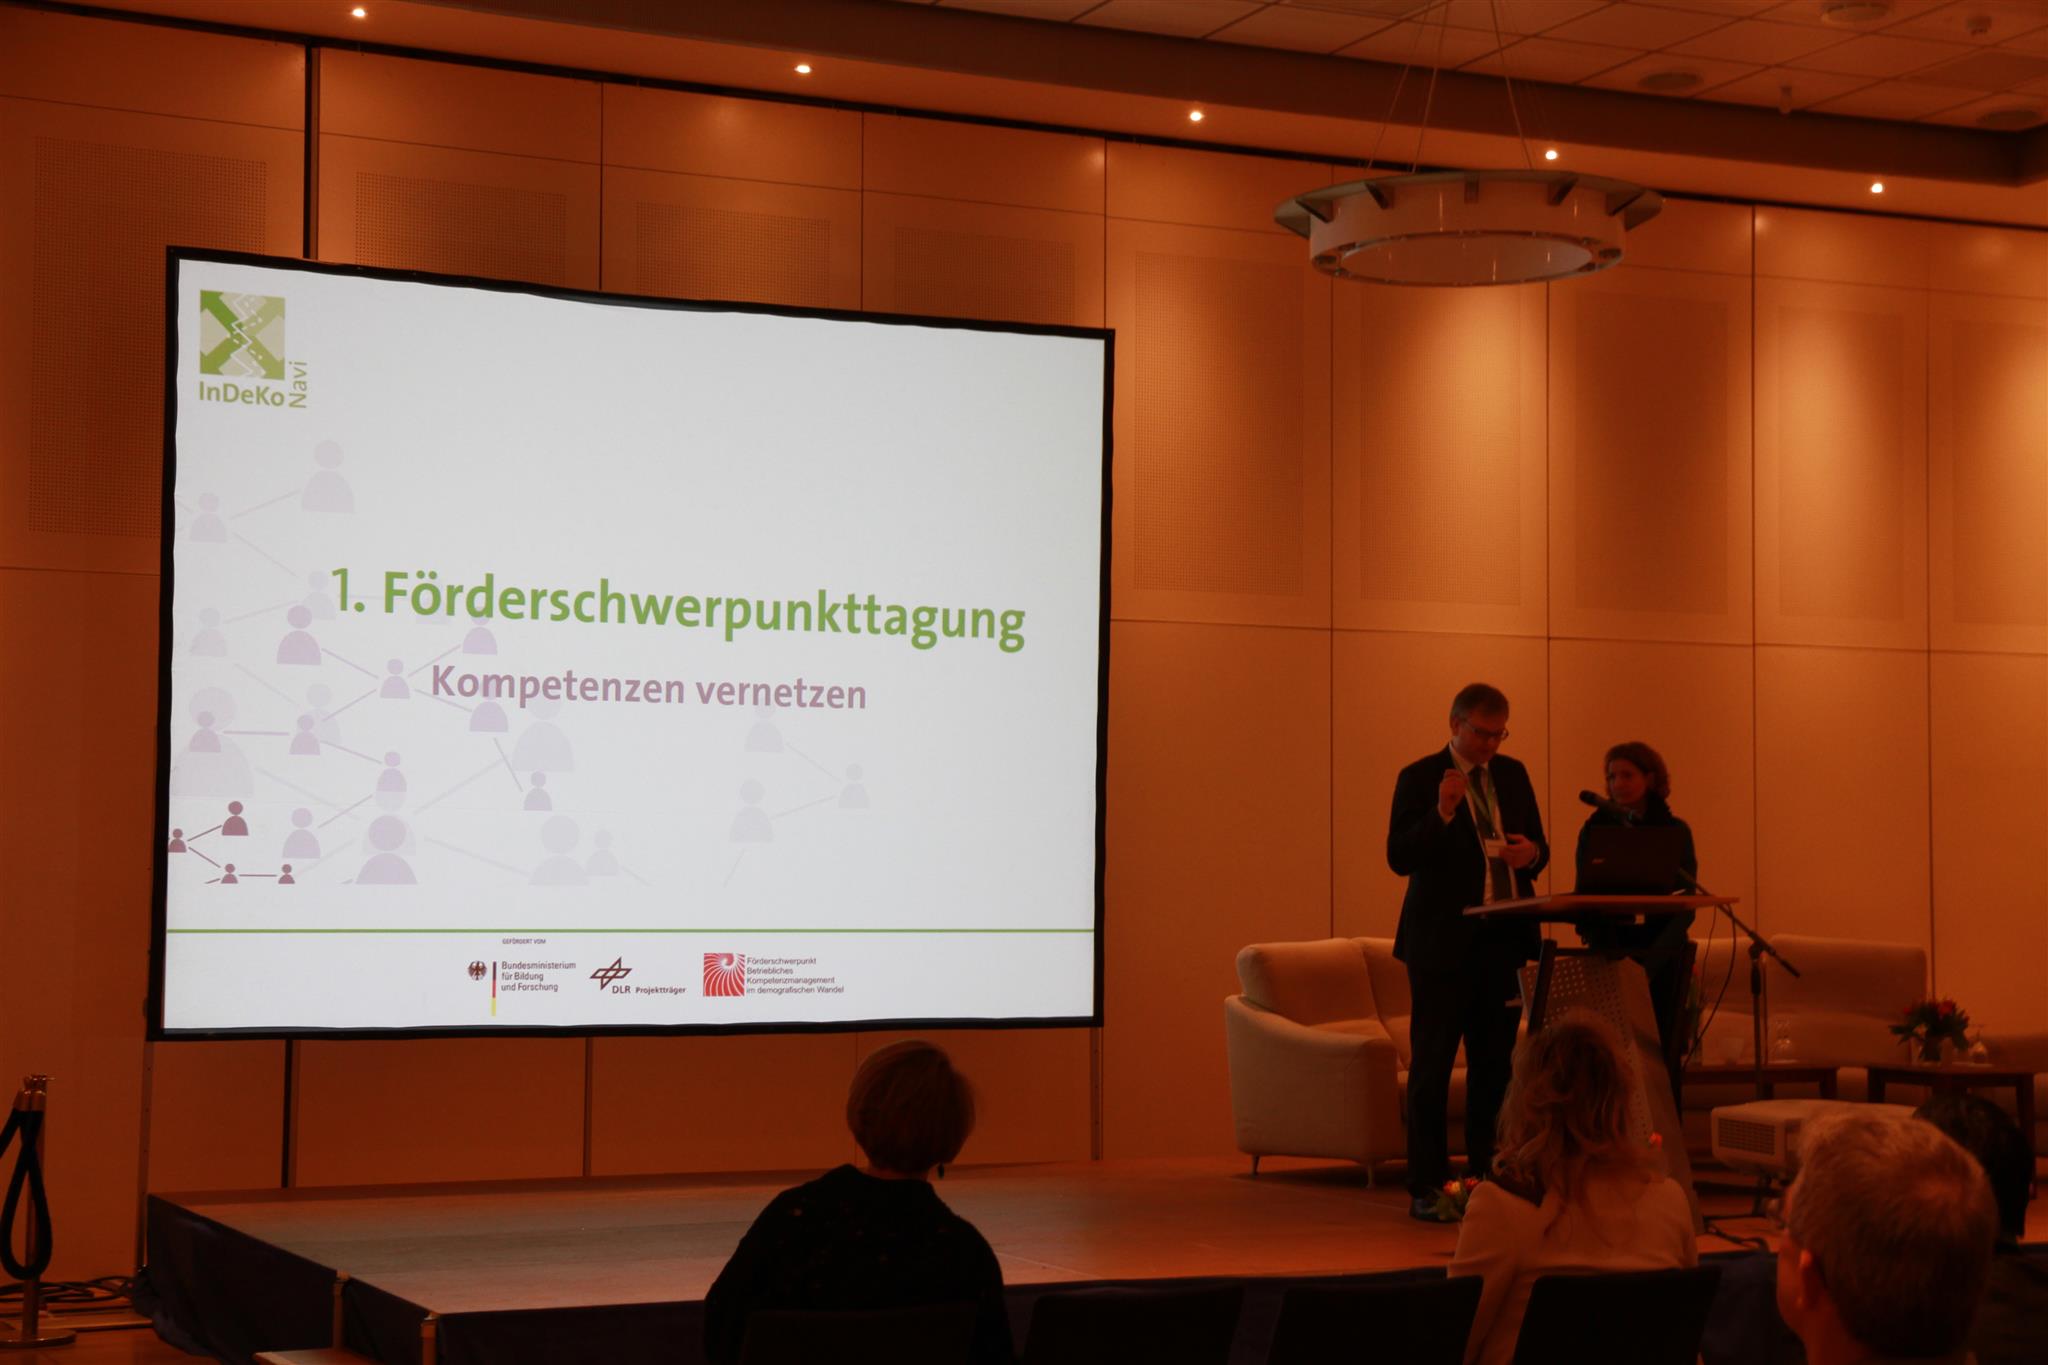 InDeKo
Navi
1. Förderschwerpunkttagung
Kompetenzen vernetzen
GEFÖRDERT VOM
Bundesministerium
für Bildung
und Forschung
DLR Projektträger
Förderschwerpunkt
Betriebliches
Kompetenzmanagement
im demografischen Wandel